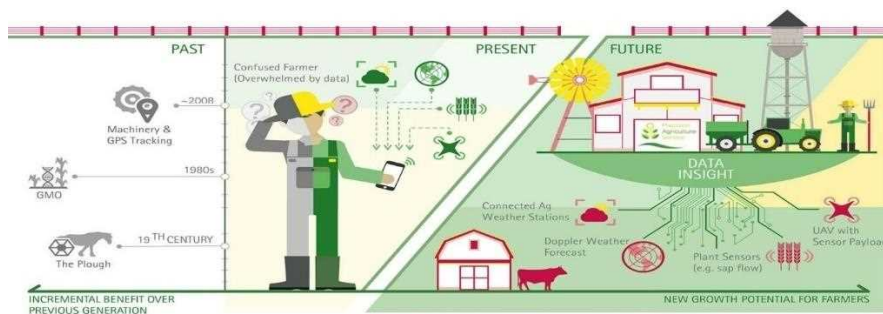 PAST
PRESENT
FUTURE
Confused Farmer
(Overwhelmed by data)
~2008
Machinery &
GPS Tracking
1980s
GMO
19TH CENTURY
The Plough
? ? ?
Agriculture
DATA
INSIGHT
Connected Ag
Weather Stations
Doppler Weather
Forecast
Plant Sensors
(e.g. sap flow)
UAV with
Sensor Payload
INCREMENTAL BENEFIT OVER
PREVIOUS GENERATION
NEW GROWTH POTENTIAL FOR FARMERS